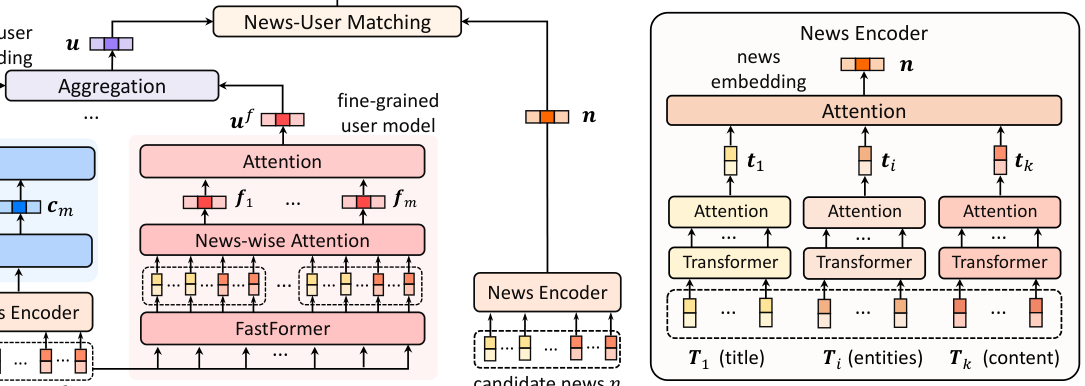 user
ding
u
News-User Matching
Aggregation
...
u^f
fine-grained
user model
n
Attention
c_m
f_1 ... f_m
News-wise Attention
... ... ... ... ...
FastFormer
...
s Encoder
... ...
News Encoder
... ...
candidate news n
News Encoder
news
embedding
n
Attention
t_1 t_i t_k
Attention Attention Attention
... ... ...
Transformer Transformer Transformer
... ... ...
T_1 (title) T_i (entities) T_k (content)